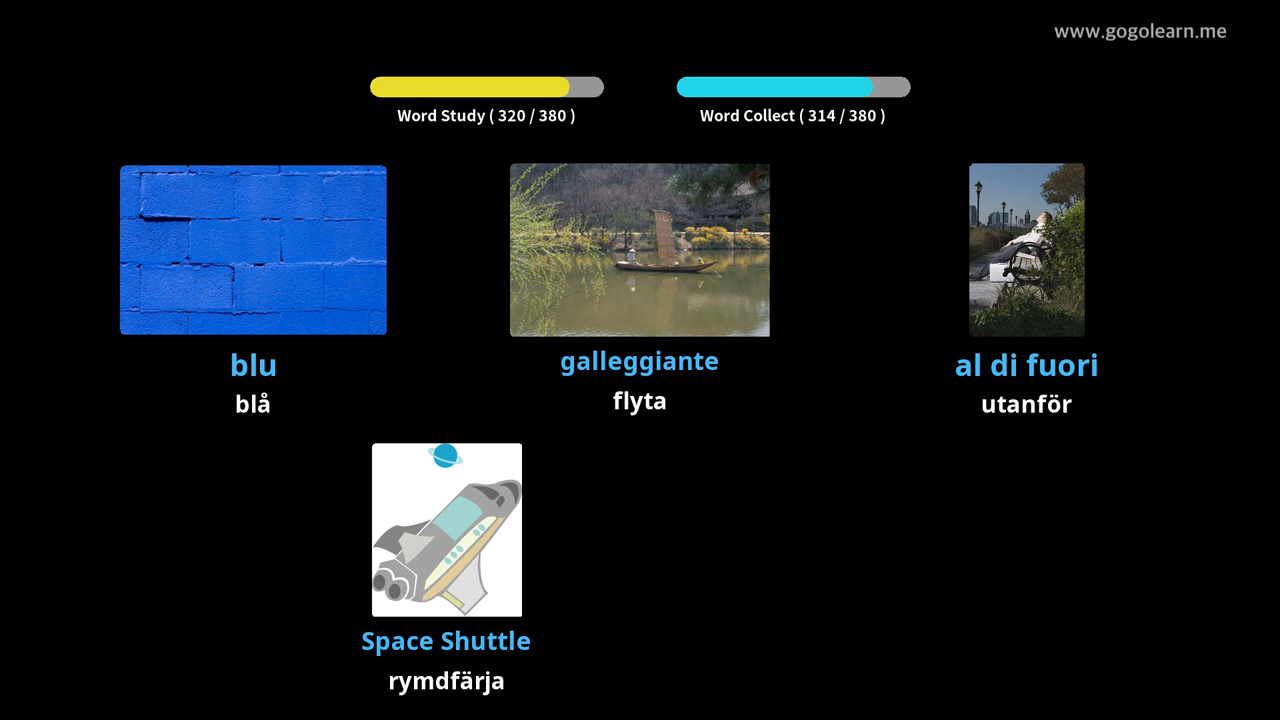 www.gogolearn.me
Word Study ( 320 / 380 )
Word Collect ( 314 / 380 )
blu
blå
galleggiante
flyta
al di fuori
utanför
Space Shuttle
rymdfärja